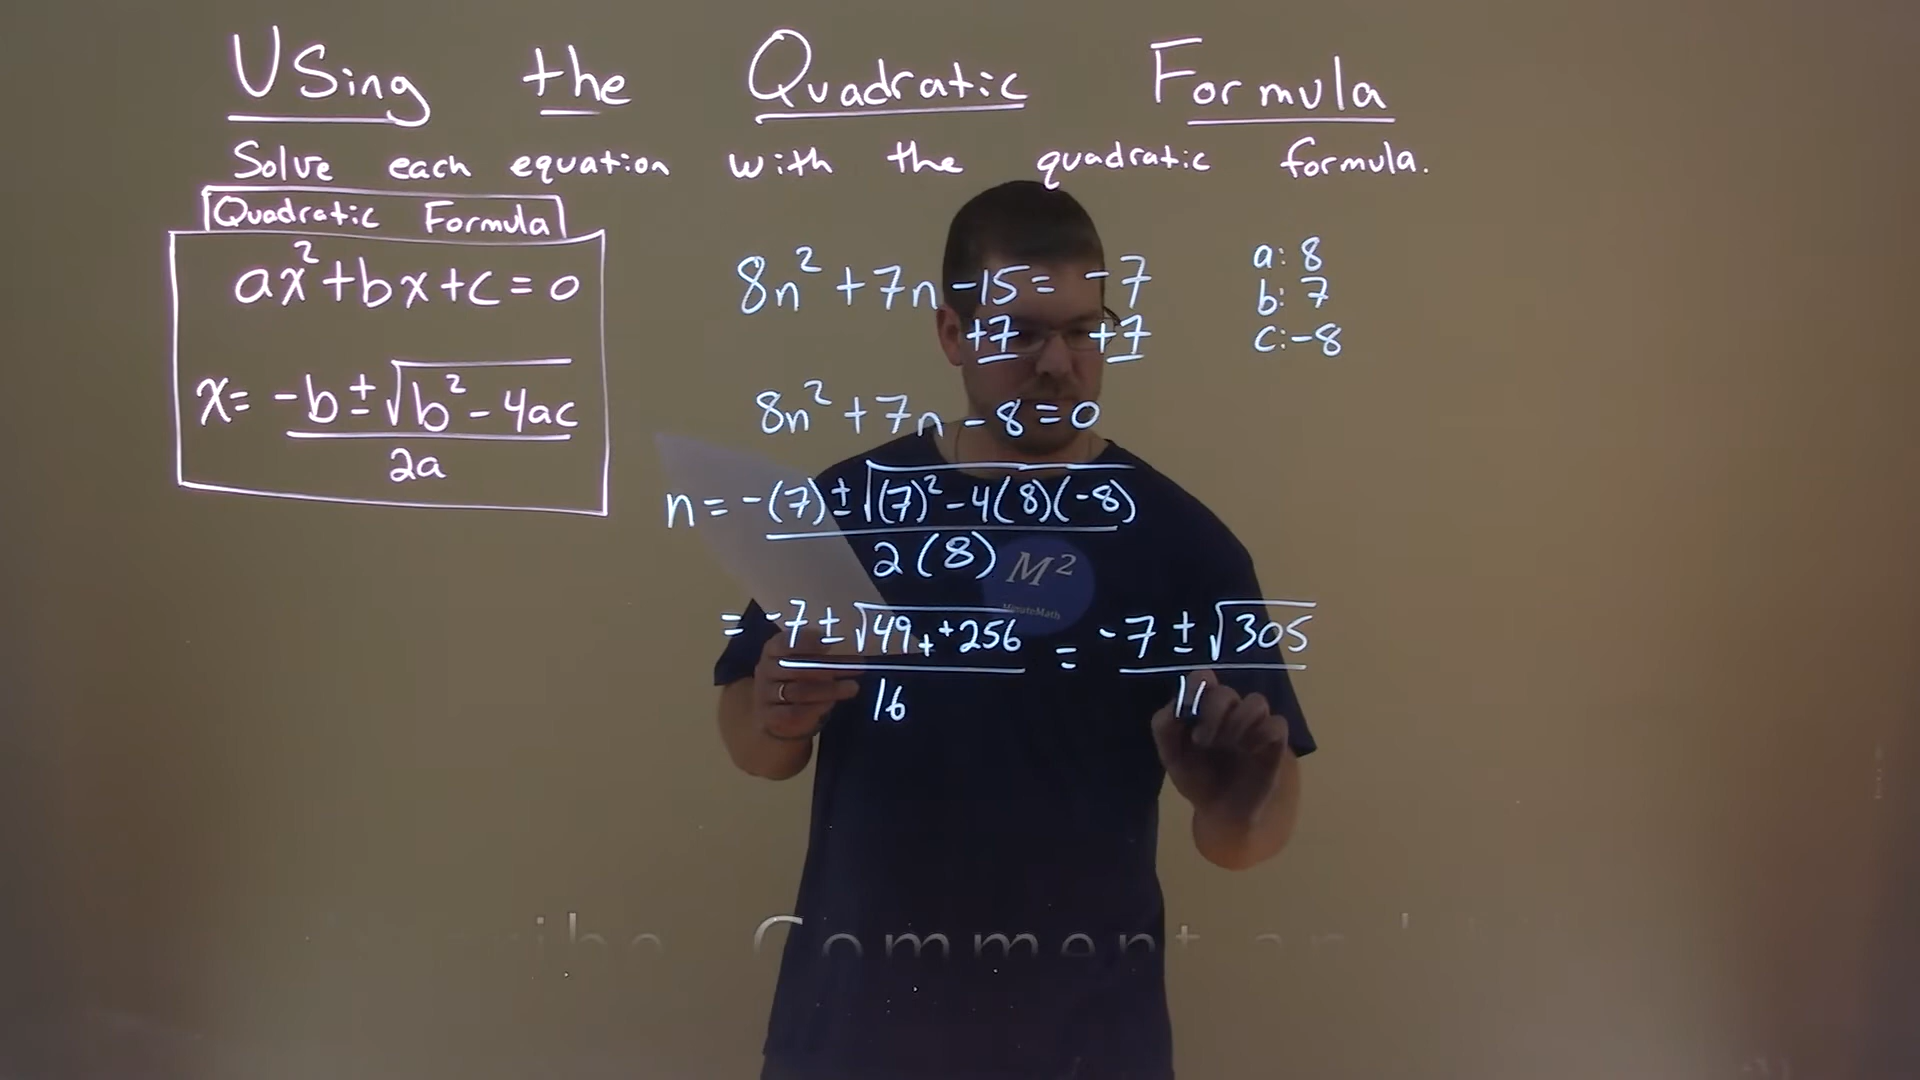 Using the Quadratic Formula
Solve each equation with the quadratic formula.
Quadratic Formula
ax²+bx+c=0
x= -b±√b²-4ac
2a
8n²+7n-15=-7
+7 +7
8n²+7n-8=0
a: 8
b: 7
c: -8
n= -(7)±√(7)²-4(8)(-8)
2(8)
M²
MinuteMath
= -7±√49++256 = -7±√305
16
Comment